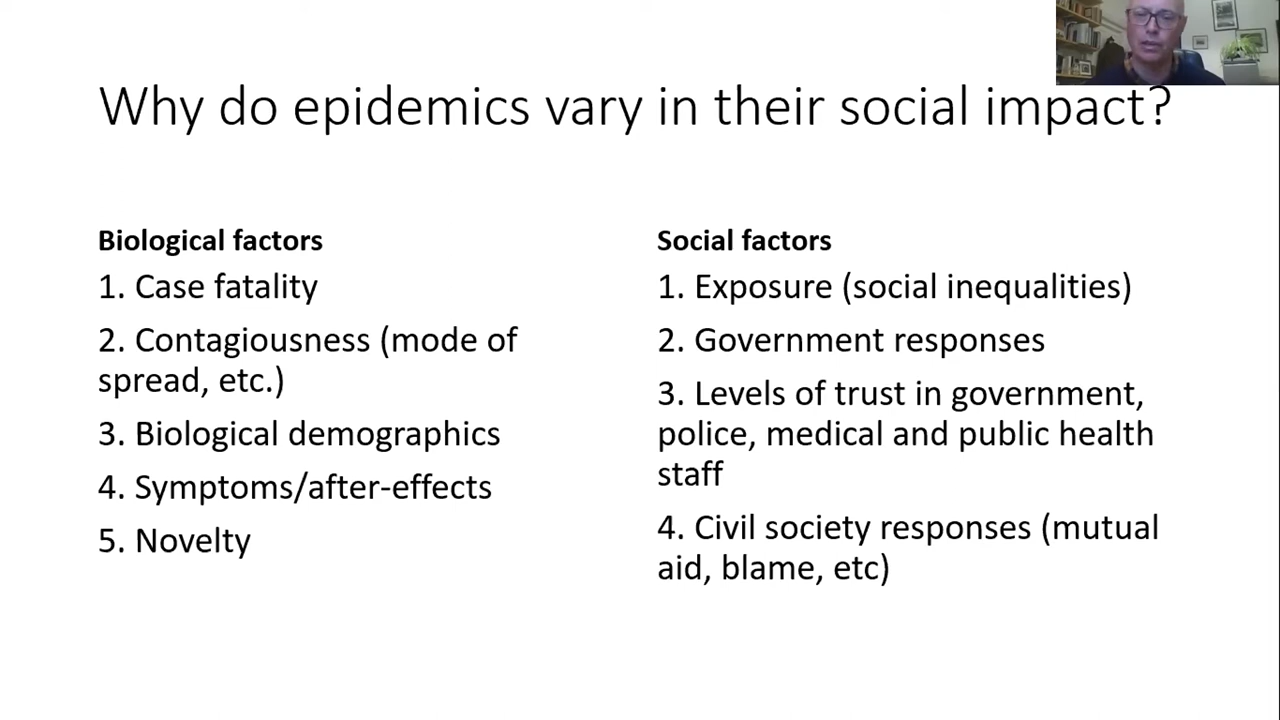 Why do epidemics vary in their social impact?
Biological factors
1. Case fatality
2. Contagiousness (mode of
spread, etc.)
3. Biological demographics
4. Symptoms/after-effects
5. Novelty
Social factors
1. Exposure (social inequalities)
2. Government responses
3. Levels of trust in government,
police, medical and public health
staff
4. Civil society responses (mutual
aid, blame, etc)